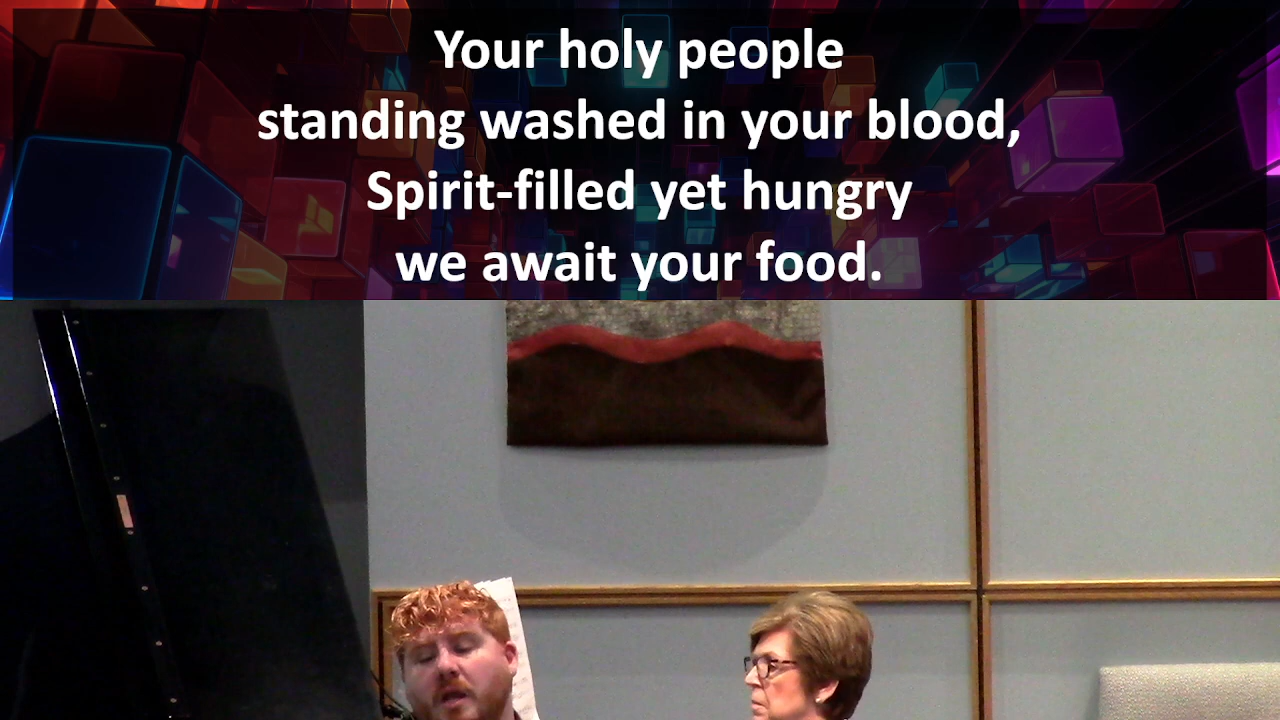 Your holy people
standing washed in your blood,
Spirit-filled yet hungry
we await your food.